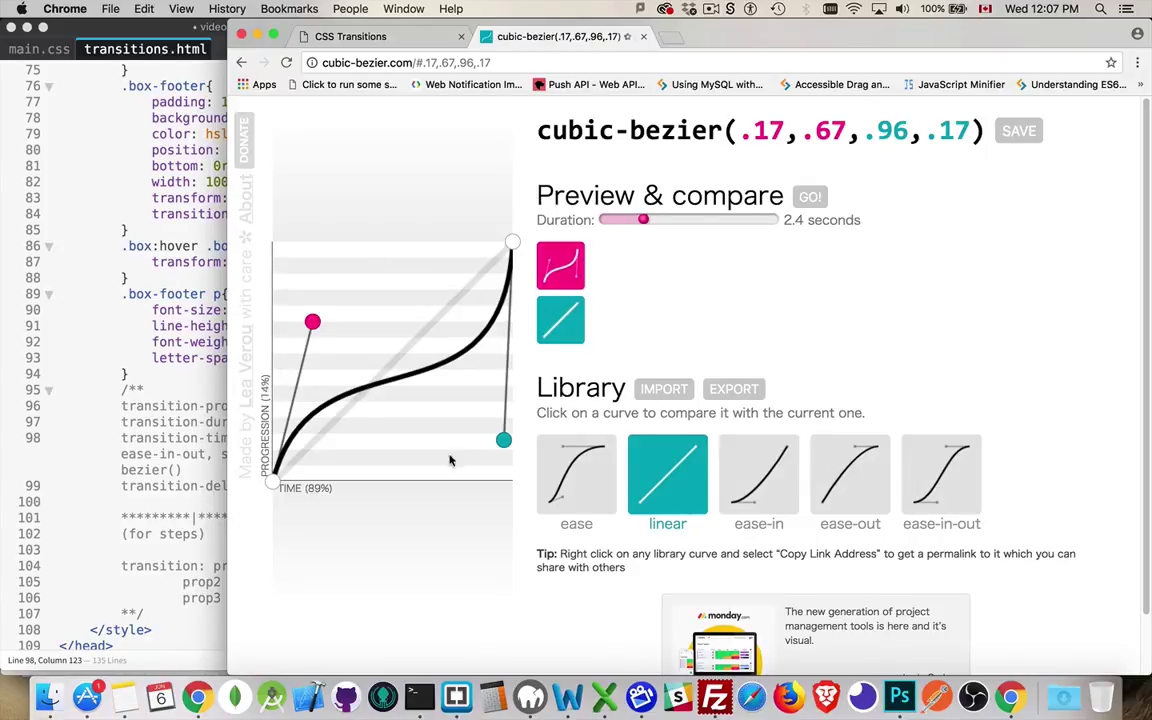 Chrome File Edit View History Bookmarks People Window Help 100% Wed 12:07 PM
main.css transitions.html
video
CSS Transitions
cubic-bezier(.17,.67,.96,.17)
cubic-bezier.com/#.17,.67,.96,.17
Apps Click to run some s... Web Notification Im... Push API - Web API... Using MySQL with... Accessible Drag an... JavaScript Minifier Understanding ES6...
75 }
76 .box-footer{
77 padding: 1
78 background
79 color: hsl
80 position:
81 bottom: 0r
82 width: 100
83 transform:
84 transition
85 }
86 .box:hover .bo
87 transform:
88 }
89 .box-footer p{
90 font-size:
91 line-heigh
92 font-weigh
93 letter-spa
94 }
95 /**
96 transition-pro
97 transition-dur
98 transition-tim
ease-in-out, s
bezier()
99 transition-del
100
101 *********|****
102 (for steps)
103
104 transition: pr
105 prop2
106 prop3
107 **/
108 </style>
109 </head>
Line 98, Column 123 — 135 Lines
DONATE
Made by Lea Verou with care ✲ About
PROGRESSION (14%)
TIME (89%)
cubic-bezier(.17,.67,.96,.17) SAVE
Preview & compare GO!
Duration: 2.4 seconds
Library IMPORT EXPORT
Click on a curve to compare it with the current one.
ease linear ease-in ease-out ease-in-out
Tip: Right click on any library curve and select “Copy Link Address” to get a permalink to it which you can
share with others
monday.com
The new generation of project
management tools is here and it's
visual.